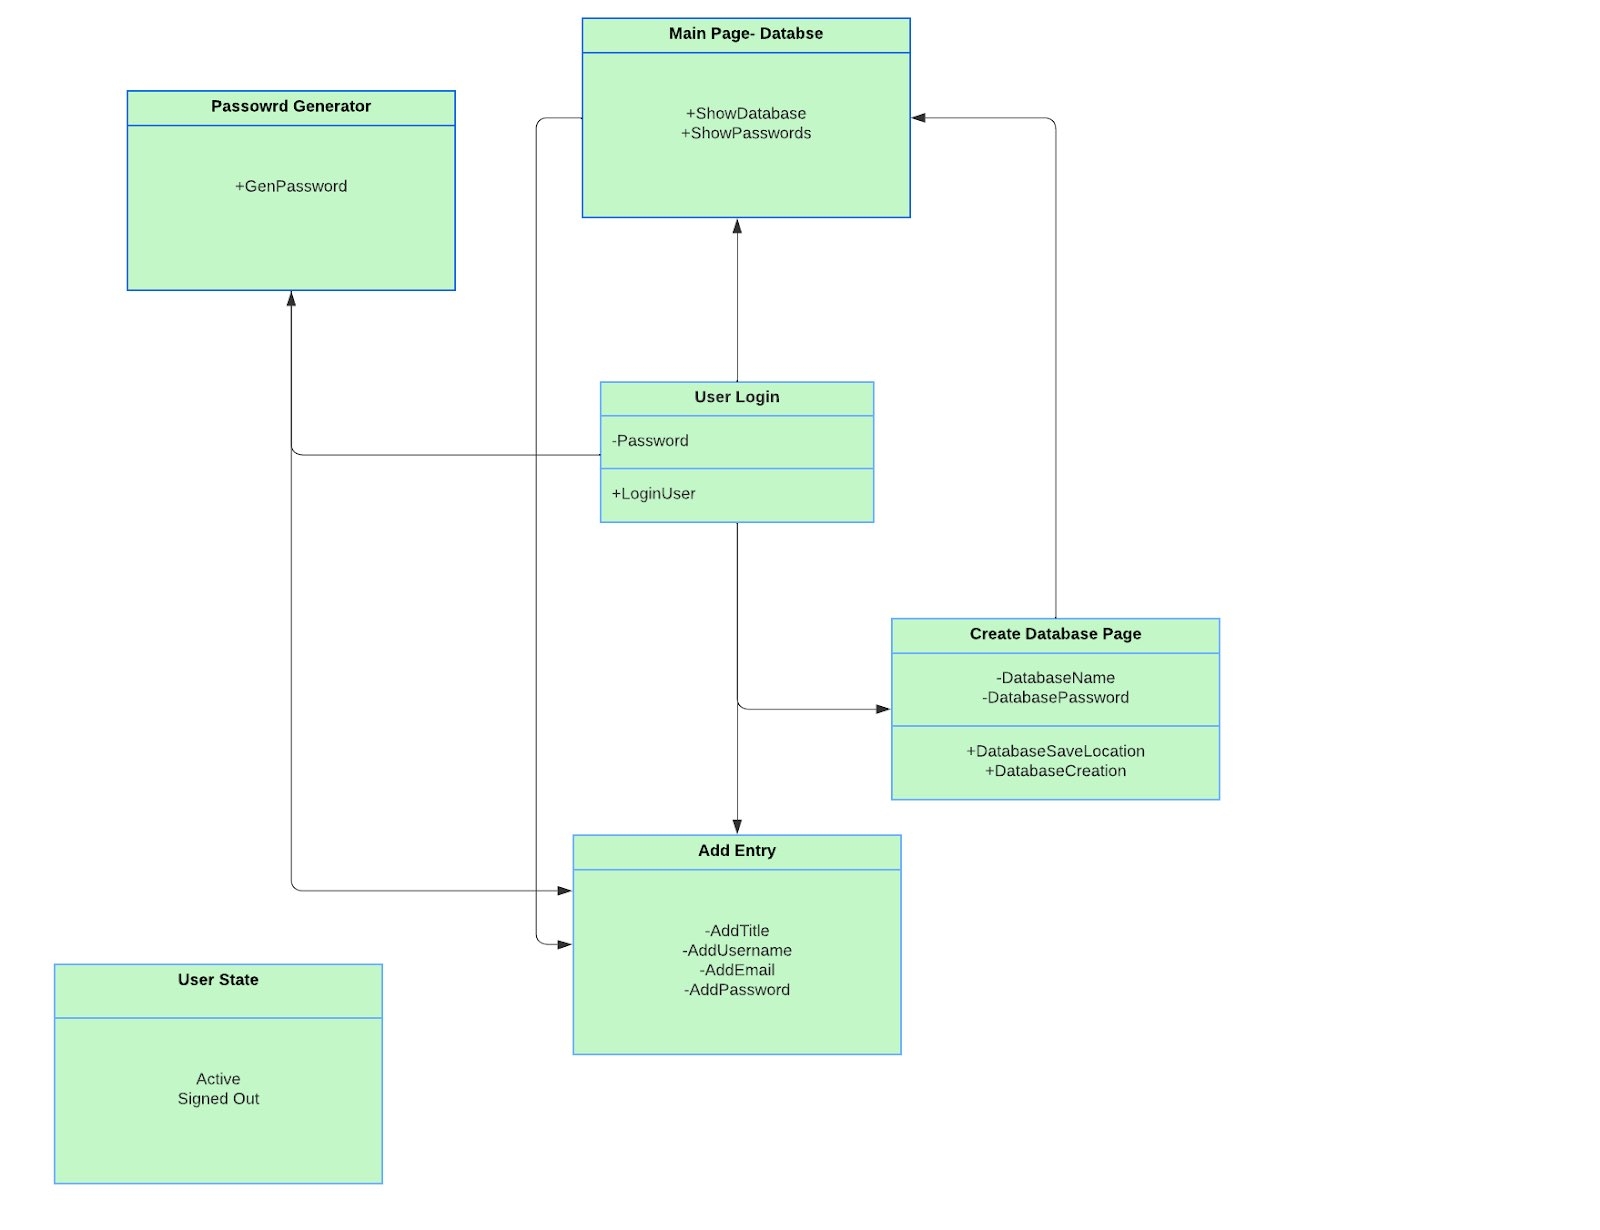 Main Page- Databse
+ShowDatabase
+ShowPasswords
Passowrd Generator
+GenPassword
User Login
-Password
+LoginUser
Create Database Page
-DatabaseName
-DatabasePassword
+DatabaseSaveLocation
+DatabaseCreation
Add Entry
-AddTitle
-AddUsername
-AddEmail
-AddPassword
User State
Active
Signed Out